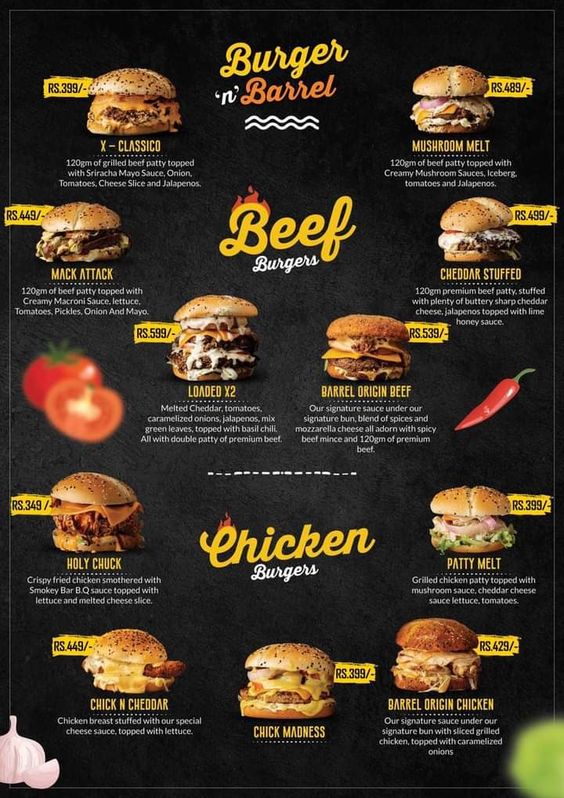 Burger
'n' Barrel
RS.399/-
X – CLASSICO
120gm of grilled beef patty topped
with Sriracha Mayo Sauce, Onion,
Tomatoes, Cheese Slice and Jalapenos.
RS.489/-
MUSHROOM MELT
120gm of beef patty topped with
Creamy Mushroom Sauces, Iceberg,
tomatoes and Jalapenos.
Beef
Burgers
RS.449/-
MACK ATTACK
120gm of beef patty topped with
Creamy Macroni Sauce, lettuce,
Tomatoes, Pickles, Onion And Mayo.
RS.499/-
CHEDDAR STUFFED
120gm premium beef patty, stuffed
with plenty of buttery sharp cheddar
cheese, jalapenos topped with lime
honey sauce.
RS.599/-
LOADED X2
Melted Cheddar, tomatoes,
caramelized onions, jalapenos, mix
green leaves, topped with basil chili.
All with double patty of premium beef.
RS.539/-
BARREL ORIGIN BEEF
Our signature sauce under our
signature bun, blend of spices and
mozzarella cheese all adorn with spicy
beef mince and 120gm of premium
beef.
Chicken
Burgers
RS.349 /-
HOLY CHUCK
Crispy fried chicken smothered with
Smokey Bar B.Q sauce topped with
lettuce and melted cheese slice.
RS.399/-
PATTY MELT
Grilled chicken patty topped with
mushroom sauce, cheddar cheese
sauce lettuce, tomatoes.
RS.449/-
CHICK N CHEDDAR
Chicken breast stuffed with our special
cheese sauce, topped with lettuce.
RS.399/-
CHICK MADNESS
RS.429/-
BARREL ORIGIN CHICKEN
Our signature sauce under our
signature bun with sliced grilled
chicken, topped with caramelized
onions